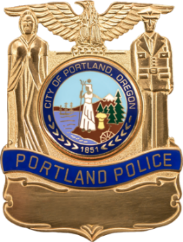 CITY OF PORTLAND, OREGON
1851
PORTLAND POLICE